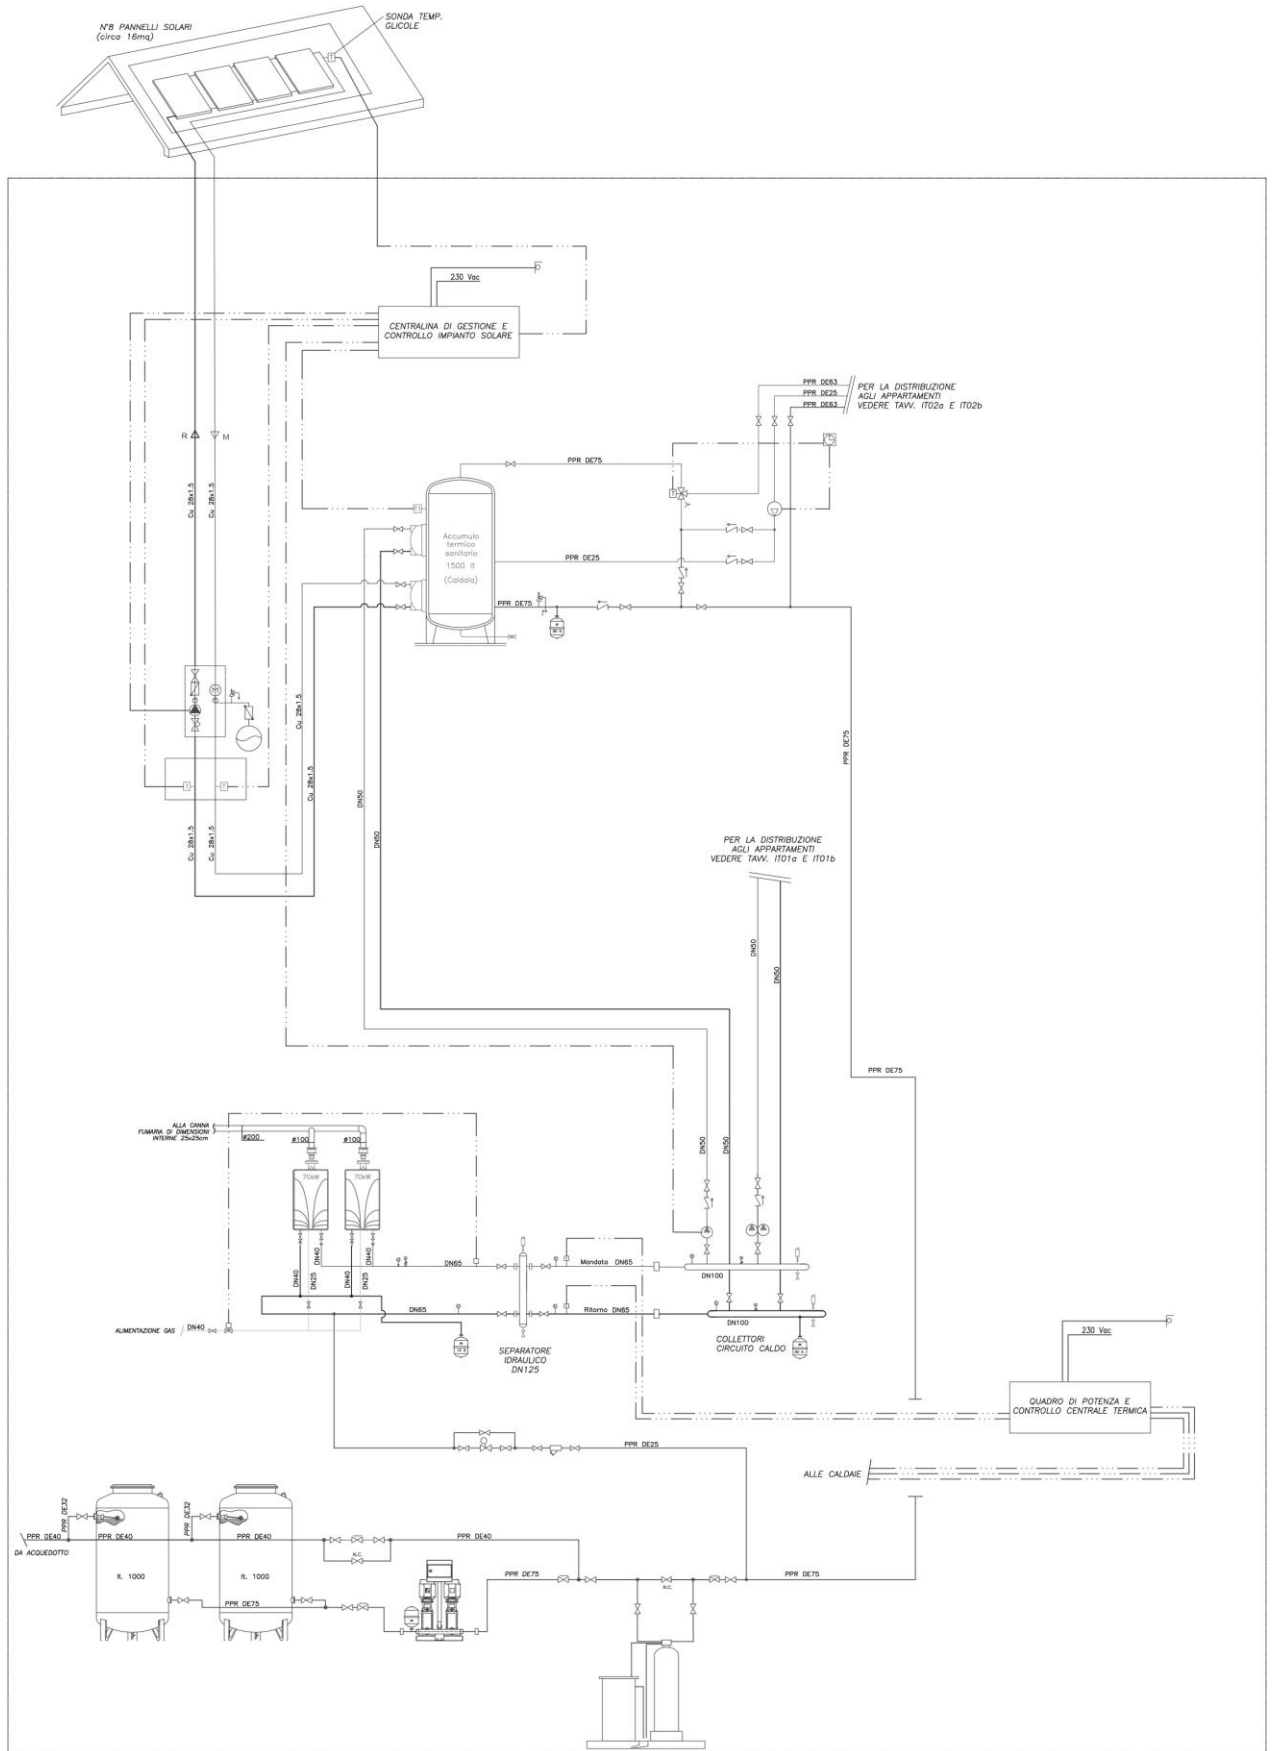 N°8 PANNELLI SOLARI
(circa 16mq)
SONDA TEMP.
GLICOLE
230 Vac
CENTRALINA DI GESTIONE E
CONTROLLO IMPIANTO SOLARE
PPR DE63
PPR DE25
PPR DE63
PER LA DISTRIBUZIONE
AGLI APPARTAMENTI
VEDERE TAVV. IT02a E IT02b
R
M
PPR DE75
Cu 28x1.5
Cu 28x1.5
T
T
Accumulo
termico
sanitario
1500 lt
(Caldaia)
PPR DE25
PPR DE75
M
Cu 28x1.5
PPR DE75
T
T
Cu 28x1.5
DN50
DN50
Cu 28x1.5
Cu 28x1.5
PER LA DISTRIBUZIONE
AGLI APPARTAMENTI
VEDERE TAVV. IT01a E IT01b
DN50
DN50
PPR DE75
ALLA CANNA
FUMARIA DI DIMENSIONI
INTERNE 25x25cm
ø200
ø100
ø100
DN50
DN50
70kW
70kW
DN40
DN40
DN65
Mandata DN65
DN100
DN40
DN25
DN40
DN25
DN65
Ritorno DN65
DN100
ALIMENTAZIONE GAS
DN40
SEPARATORE
IDRAULICO
DN125
COLLETTORI
CIRCUITO CALDO
230 Vac
QUADRO DI POTENZA E
CONTROLLO CENTRALE TERMICA
PPR DE25
ALLE CALDAIE
PPR DE32
PPR DE32
PPR DE40
PPR DE40
PPR DE40
PPR DE40
DA ACQUEDOTTO
N.C.
lt. 1000
lt. 1000
PPR DE75
N.C.
PPR DE75
PPR DE75